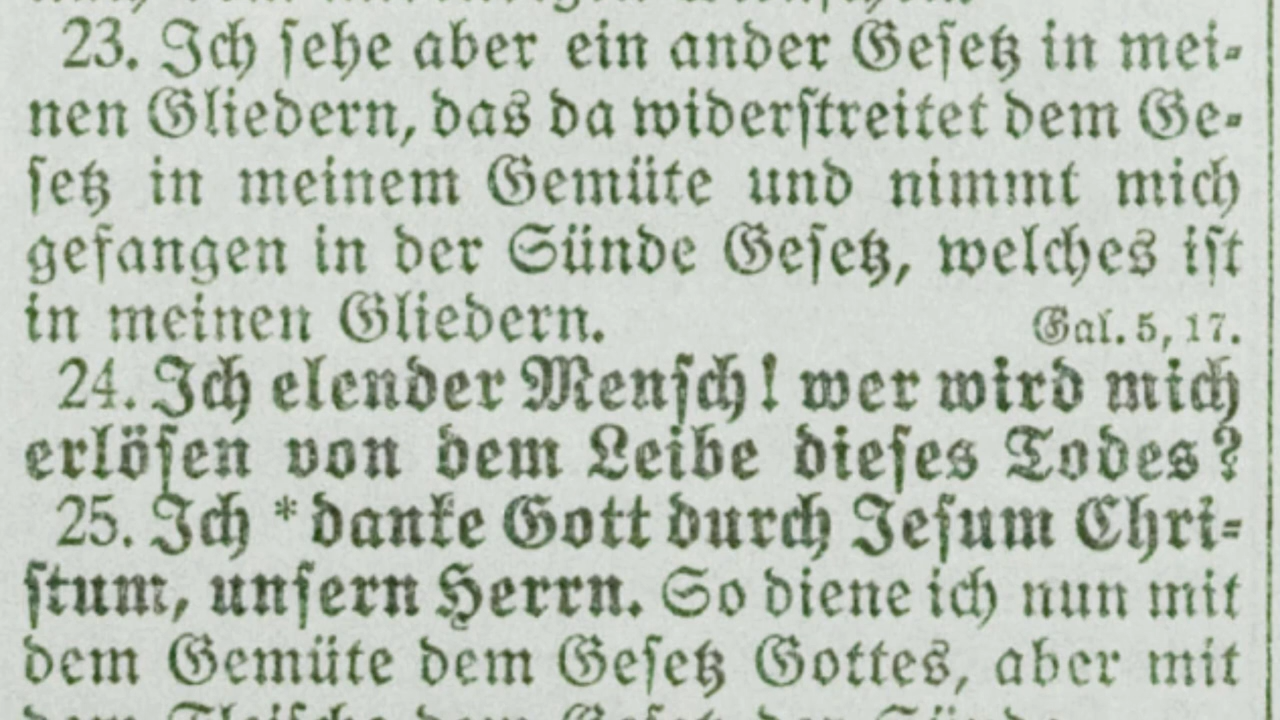 23. Ich sehe aber ein ander Gesetz in mei-
nen Gliedern, das da widerstreitet dem Ge-
setz in meinem Gemüte und nimmt mich
gefangen in der Sünde Gesetz, welches ist
in meinen Gliedern. Gal. 5, 17.
24. Ich elender Mensch! wer wird mich
erlösen von dem Leibe dieses Todes?
25. Ich * danke Gott durch Jesum Chri-
stum, unsern Herrn. So diene ich nun mit
dem Gemüte dem Gesetz Gottes, aber mit